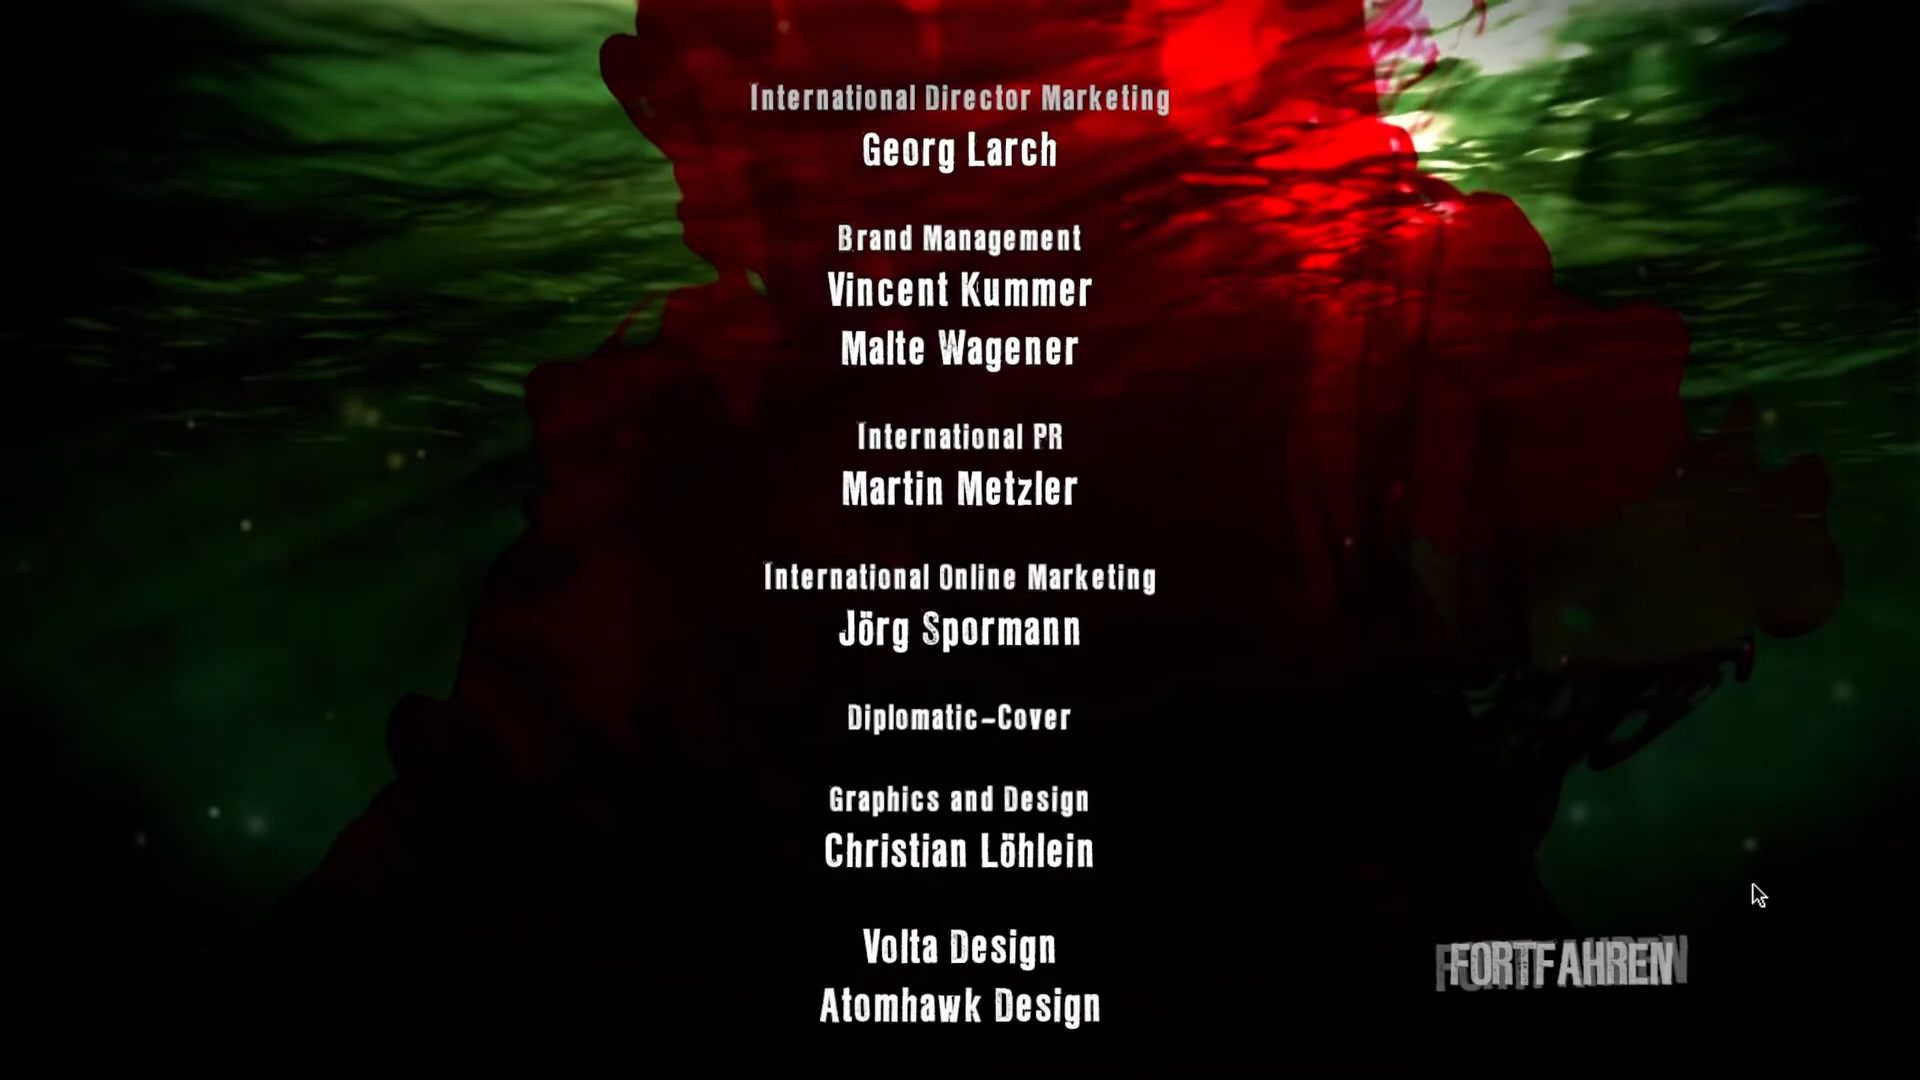 International Director Marketing
Georg Larch
Brand Management
Vincent Kummer
Malte Wagener
International PR
Martin Metzler
International Online Marketing
Jörg Spormann
Diplomatic-Cover
Graphics and Design
Christian Löhlein
Volta Design
Atomhawk Design
FORTFAHREN